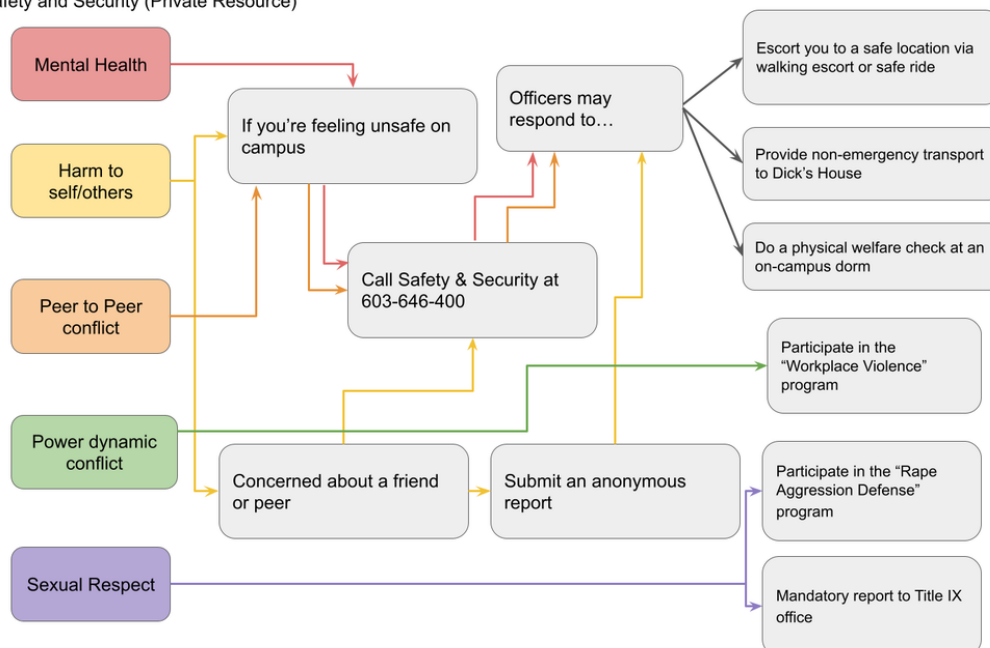 and Security (Private Resource)
Mental Health
Harm to
self/others
Peer to Peer
conflict
Power dynamic
conflict
Sexual Respect
If you’re feeling unsafe on
campus
Call Safety & Security at
603-646-400
Concerned about a friend
or peer
Submit an anonymous
report
Officers may
respond to…
Escort you to a safe location via
walking escort or safe ride
Provide non-emergency transport
to Dick’s House
Do a physical welfare check at an
on-campus dorm
Participate in the
“Workplace Violence”
program
Participate in the “Rape
Aggression Defense”
program
Mandatory report to Title IX
office